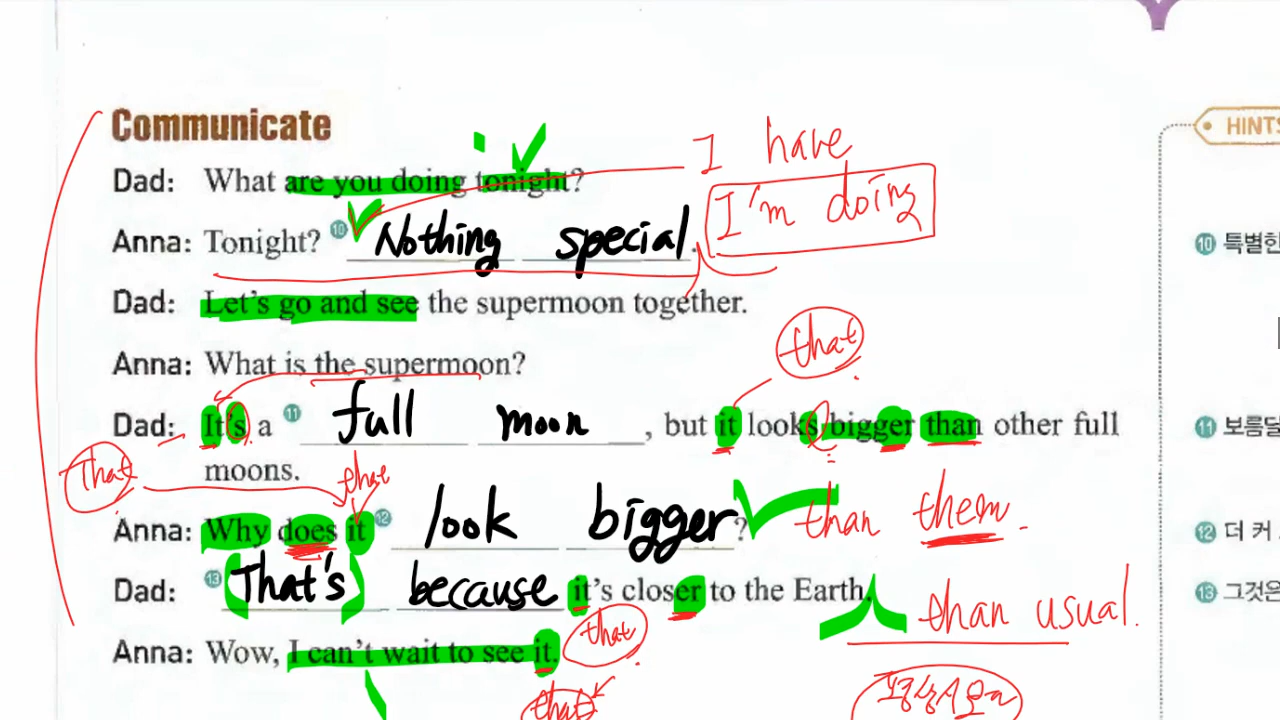 Communicate
I have
HINTS
Dad: What are you doing tonight?
I'm doing
Anna: Tonight? ⑩ Nothing special.
⑩ 특별한
Dad: Let's go and see the supermoon together.
that
Anna: What is the supermoon?
Dad: It's a ⑪ full moon, but it looks bigger than other full
⑪ 보름달
moons.
That
that
Anna: Why does it ⑫ look bigger?
than them.
⑫ 더 커
Dad: ⑬ That's because it's closer to the Earth.
than usual.
⑬ 그것은
that
Anna: Wow, I can't wait to see it.
that